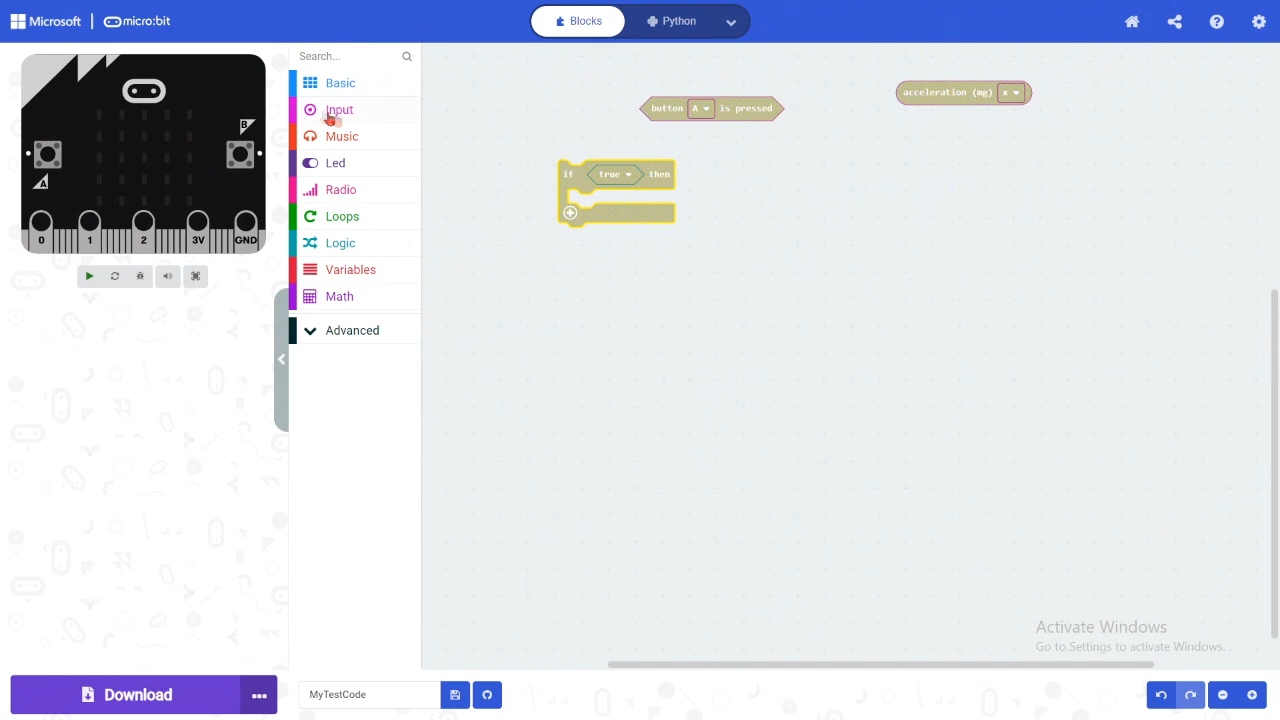 Microsoft micro:bit
Blocks
Python
Search...
Basic
Input
Music
Led
Radio
Loops
Logic
Variables
Math
Advanced
B
A
0 1 2 3V GND
button A is pressed
acceleration (mg) x
if true then
Activate Windows
Go to Settings to activate Windows.
Download
MyTestCode